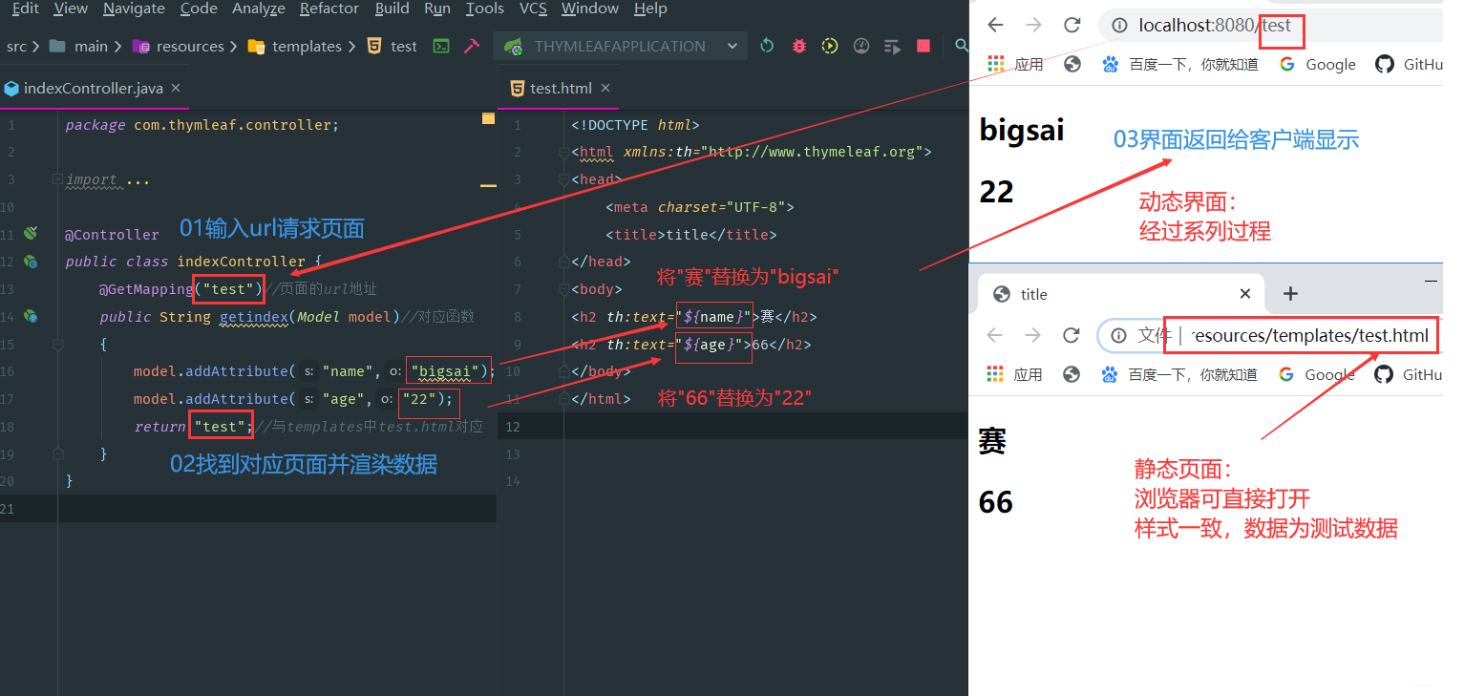 Edit View Navigate Code Analyze Refactor Build Run Tools VCS Window Help
src main resources templates test THYMLEAFAPPLICATION
indexController.java ×
1 package com.thymleaf.controller;
2
3 import ...
10
11 @Controller
12 public class indexController {
13 @GetMapping("test")//页面的url地址
14 public String getindex(Model model)//对应函数
15 {
16 model.addAttribute( s: "name", o: "bigsai");
17 model.addAttribute( s: "age", o: "22");
18 return "test";//与templates中test.html对应
19 }
20 }
21
01输入url请求页面
02找到对应页面并渲染数据
test.html ×
1 <!DOCTYPE html>
2 <html xmlns:th="http://www.thymeleaf.org">
3 <head>
4 <meta charset="UTF-8">
5 <title>title</title>
6 </head>
7 <body>
8 <h2 th:text="${name}">赛</h2>
9 <h2 th:text="${age}">66</h2>
10 </body>
11 </html>
12
13
14
将"赛"替换为"bigsai"
将"66"替换为"22"
localhost:8080/test
应用 百度一下，你就知道 Google GitHu
bigsai
22
03界面返回给客户端显示
动态界面：
经过系列过程
title
文件 | resources/templates/test.html
应用 百度一下，你就知道 Google GitHu
赛
66
静态页面：
浏览器可直接打开
样式一致，数据为测试数据